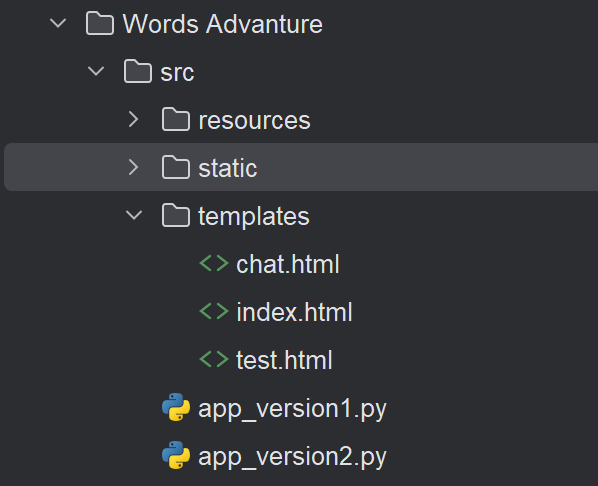 Words Advanture
src
resources
static
templates
chat.html
index.html
test.html
app_version1.py
app_version2.py